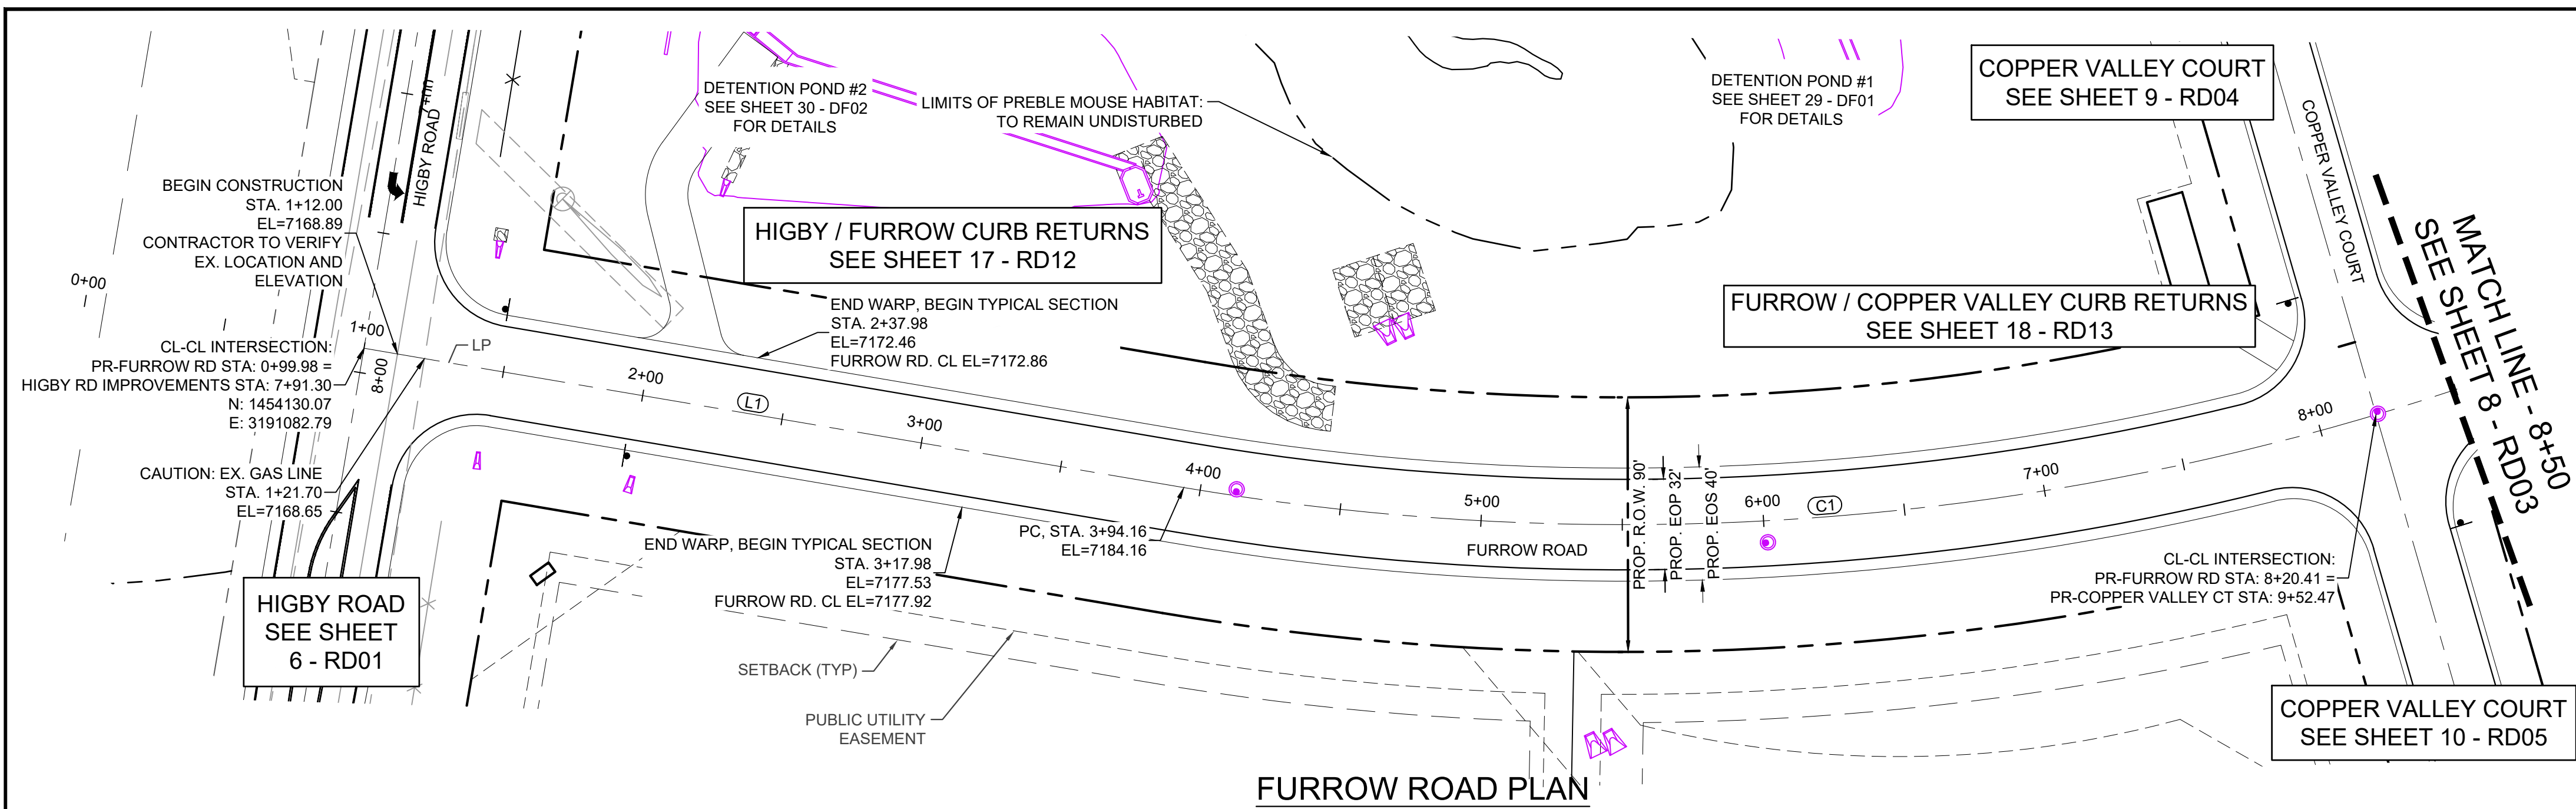 DETENTION POND #2
SEE SHEET 30 - DF02
FOR DETAILS
LIMITS OF PREBLE MOUSE HABITAT:
TO REMAIN UNDISTURBED
DETENTION POND #1
SEE SHEET 29 - DF01
FOR DETAILS
COPPER VALLEY COURT
SEE SHEET 9 - RD04
COPPER VALLEY COURT
HIGBY ROAD
BEGIN CONSTRUCTION
STA. 1+12.00
EL=7168.89
CONTRACTOR TO VERIFY
EX. LOCATION AND
ELEVATION
HIGBY / FURROW CURB RETURNS
SEE SHEET 17 - RD12
END WARP, BEGIN TYPICAL SECTION
STA. 2+37.98
EL=7172.46
FURROW RD. CL EL=7172.86
FURROW / COPPER VALLEY CURB RETURNS
SEE SHEET 18 - RD13
MATCH LINE - 8+50
SEE SHEET 8 - RD03
0+00
1+00
8+00
LP
CL-CL INTERSECTION:
PR-FURROW RD STA: 0+99.98 =
HIGBY RD IMPROVEMENTS STA: 7+91.30
N: 1454130.07
E: 3191082.79
2+00
L1
3+00
4+00
5+00
6+00
C1
7+00
8+00
CAUTION: EX. GAS LINE
STA. 1+21.70
EL=7168.65
END WARP, BEGIN TYPICAL SECTION
STA. 3+17.98
EL=7177.53
FURROW RD. CL EL=7177.92
PC, STA. 3+94.16
EL=7184.16
FURROW ROAD
PROP. R.O.W. 90'
PROP. EOP 32'
PROP. EOS 40'
CL-CL INTERSECTION:
PR-FURROW RD STA: 8+20.41 =
PR-COPPER VALLEY CT STA: 9+52.47
HIGBY ROAD
SEE SHEET
6 - RD01
SETBACK (TYP)
PUBLIC UTILITY
EASEMENT
COPPER VALLEY COURT
SEE SHEET 10 - RD05
FURROW ROAD PLAN